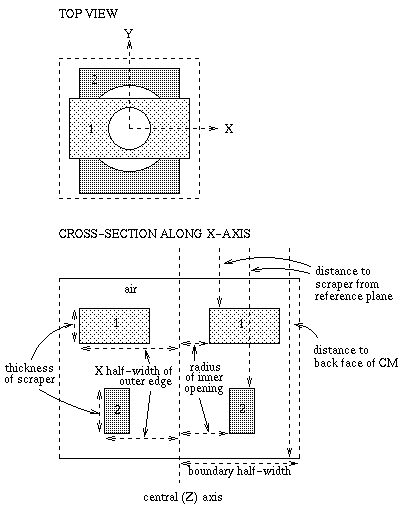 TOP VIEW
Y
2
1
X
CROSS-SECTION ALONG X-AXIS
distance to
scraper from
reference plane
air
1
1
distance to
back face of CM
thickness
of scraper
X half-width of
outer edge
radius
of inner
opening
2
2
boundary half-width
central (Z) axis